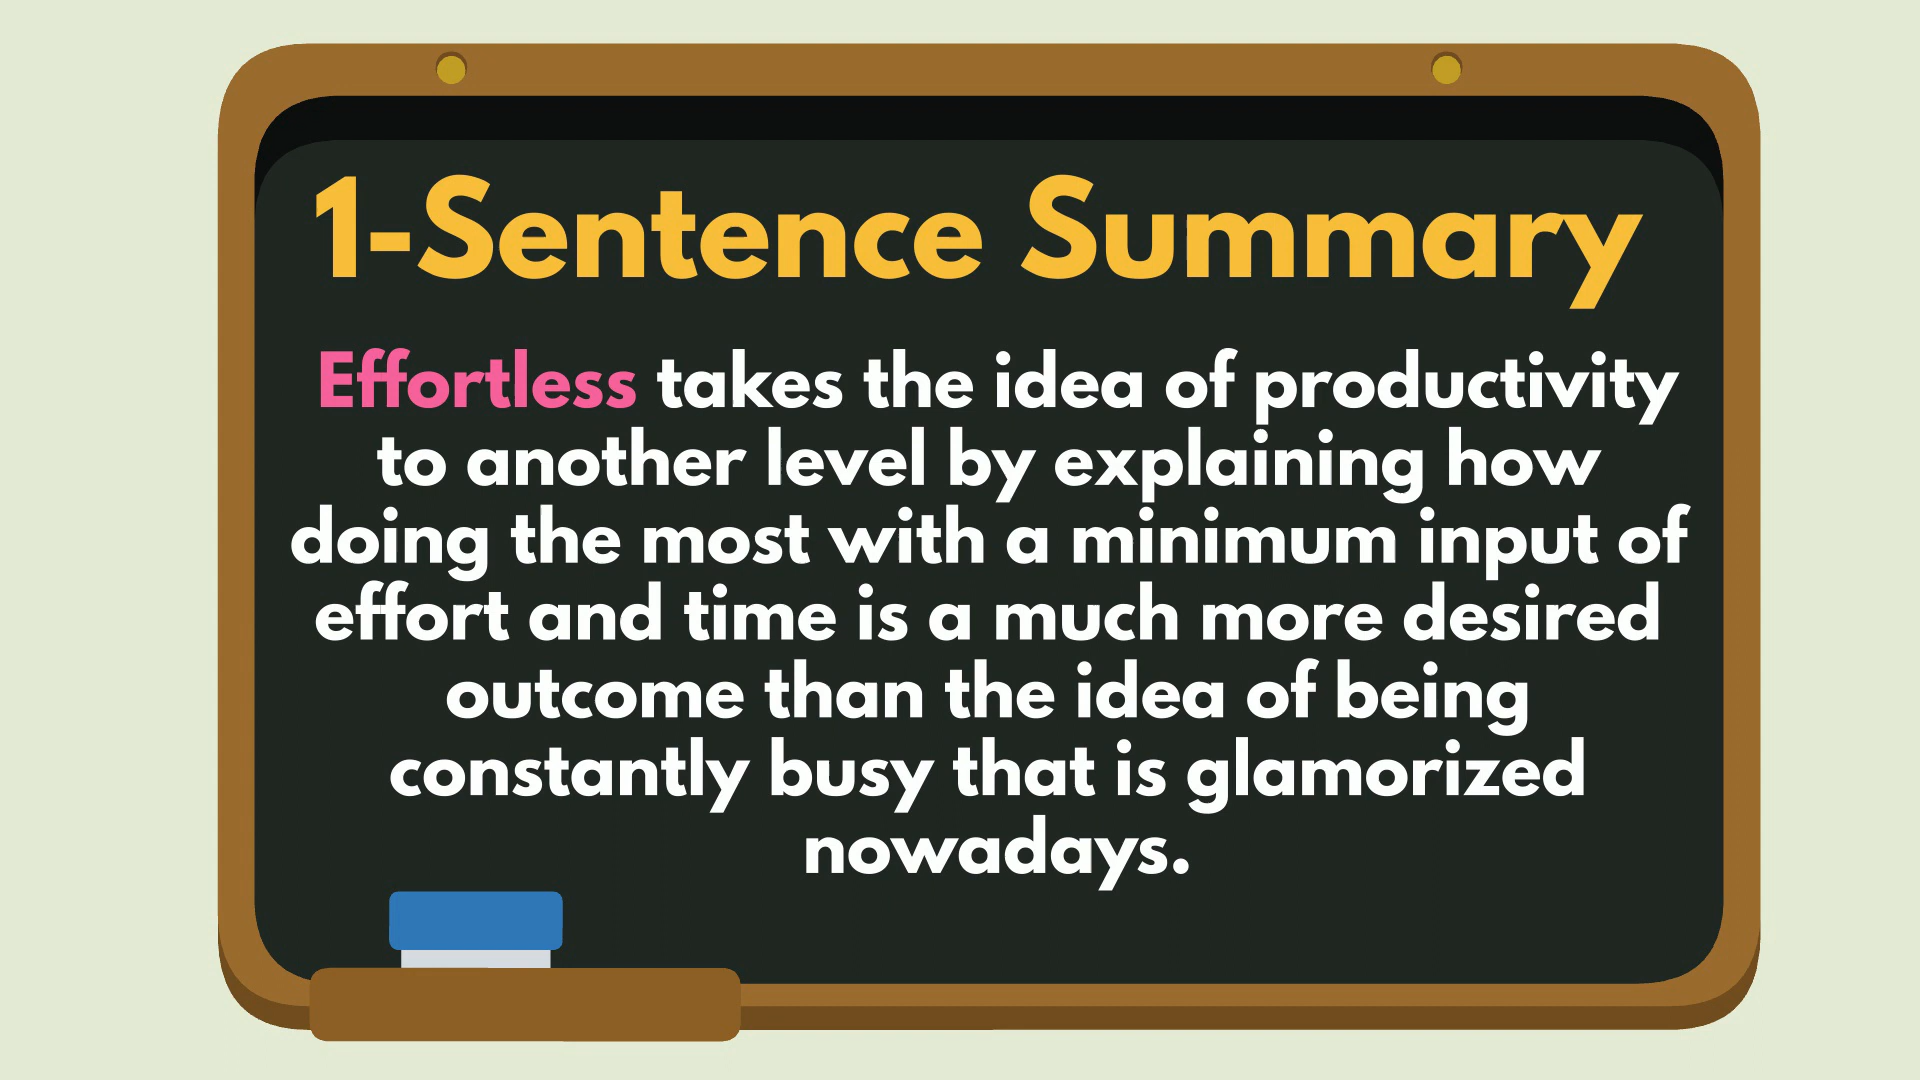 1-Sentence Summary
Effortless takes the idea of productivity
to another level by explaining how
doing the most with a minimum input of
effort and time is a much more desired
outcome than the idea of being
constantly busy that is glamorized
nowadays.